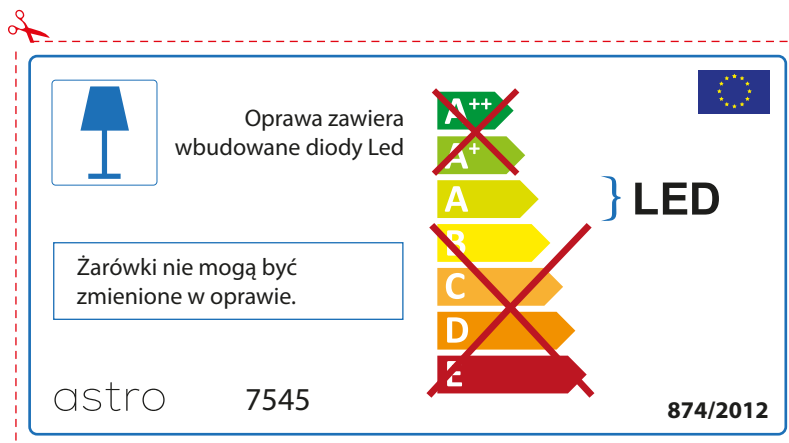 Oprawa zawiera
wbudowane diody Led
A++
A+
A
B
C
D
E
LED
Żarówki nie mogą być
zmienione w oprawie.
astro
7545
874/2012